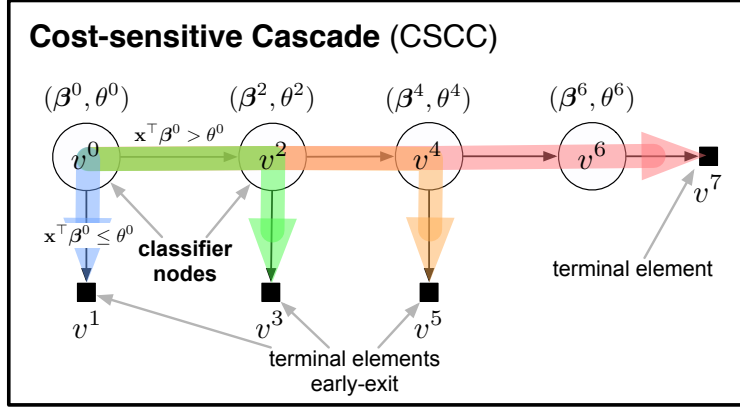 Cost-sensitive Cascade (CSCC)
(β⁰, θ⁰) (β², θ²) (β⁴, θ⁴) (β⁶, θ⁶)
x⊤β⁰ > θ⁰
v⁰ v² v⁴ v⁶
v⁷
x⊤β⁰ ≤ θ⁰
classifier
nodes
terminal element
v¹ v³ v⁵
terminal elements
early-exit